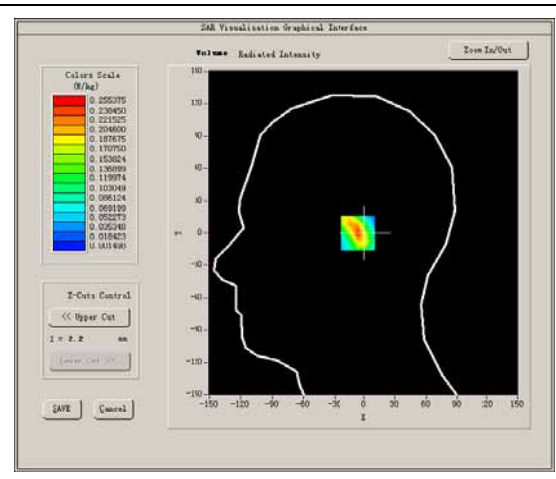 SAR Visualisation Graphical Interface
Volume Radiated Intensity
Zoom In/Out
Colors Scale
(W/kg)
0.255375
0.238450
0.221525
0.204600
0.187675
0.170750
0.153824
0.136899
0.119974
0.103049
0.086124
0.069199
0.052273
0.035348
0.018423
0.001498
Z-Cuts Control
<< Upper Cut
Z = 2.2 mm
Lower Cut >>
SAVE
Cancel
150
120
90
60
30
0
-30
-60
-90
-120
-150
Y
-150 -120 -90 -60 -30 0 30 60 90 120 150
X